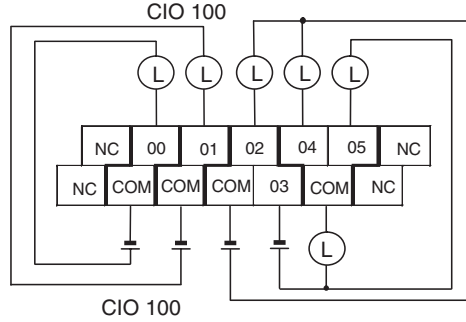 CIO 100
L L L L L
NC 00 01 02 04 05 NC
NC COM COM COM 03 COM NC
L
CIO 100